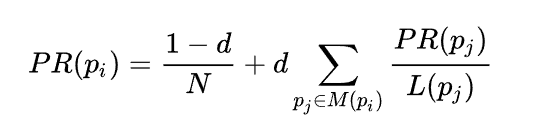 PR(p_i) = \frac{1-d}{N} + d \sum_{p_j \in M(p_i)} \frac{PR(p_j)}{L(p_j)}